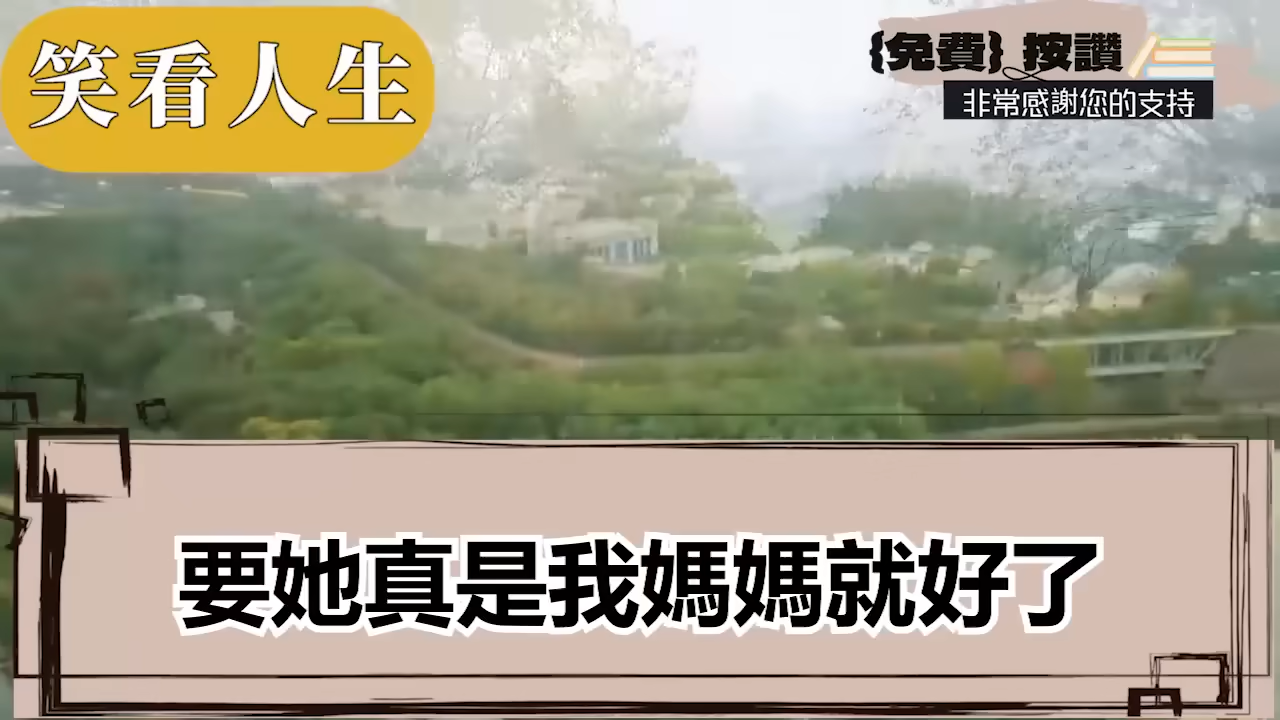 笑看人生
{免費} 按讚
非常感謝您的支持
要她真是我媽媽就好了